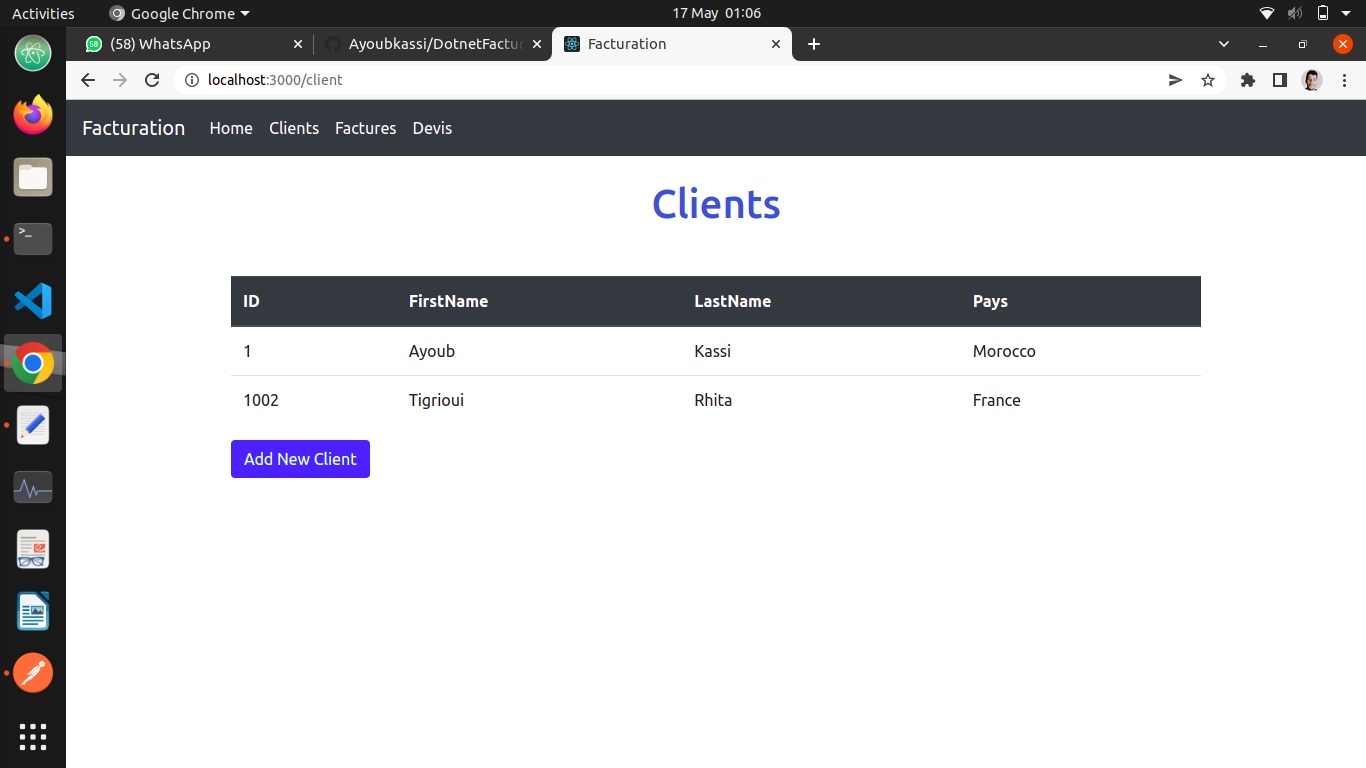 Activities Google Chrome 17 May 01:06
(58) WhatsApp Ayoubkassi/DotnetFactur Facturation
localhost:3000/client
Facturation Home Clients Factures Devis
Clients
ID FirstName LastName Pays
1 Ayoub Kassi Morocco
1002 Tigrioui Rhita France
Add New Client